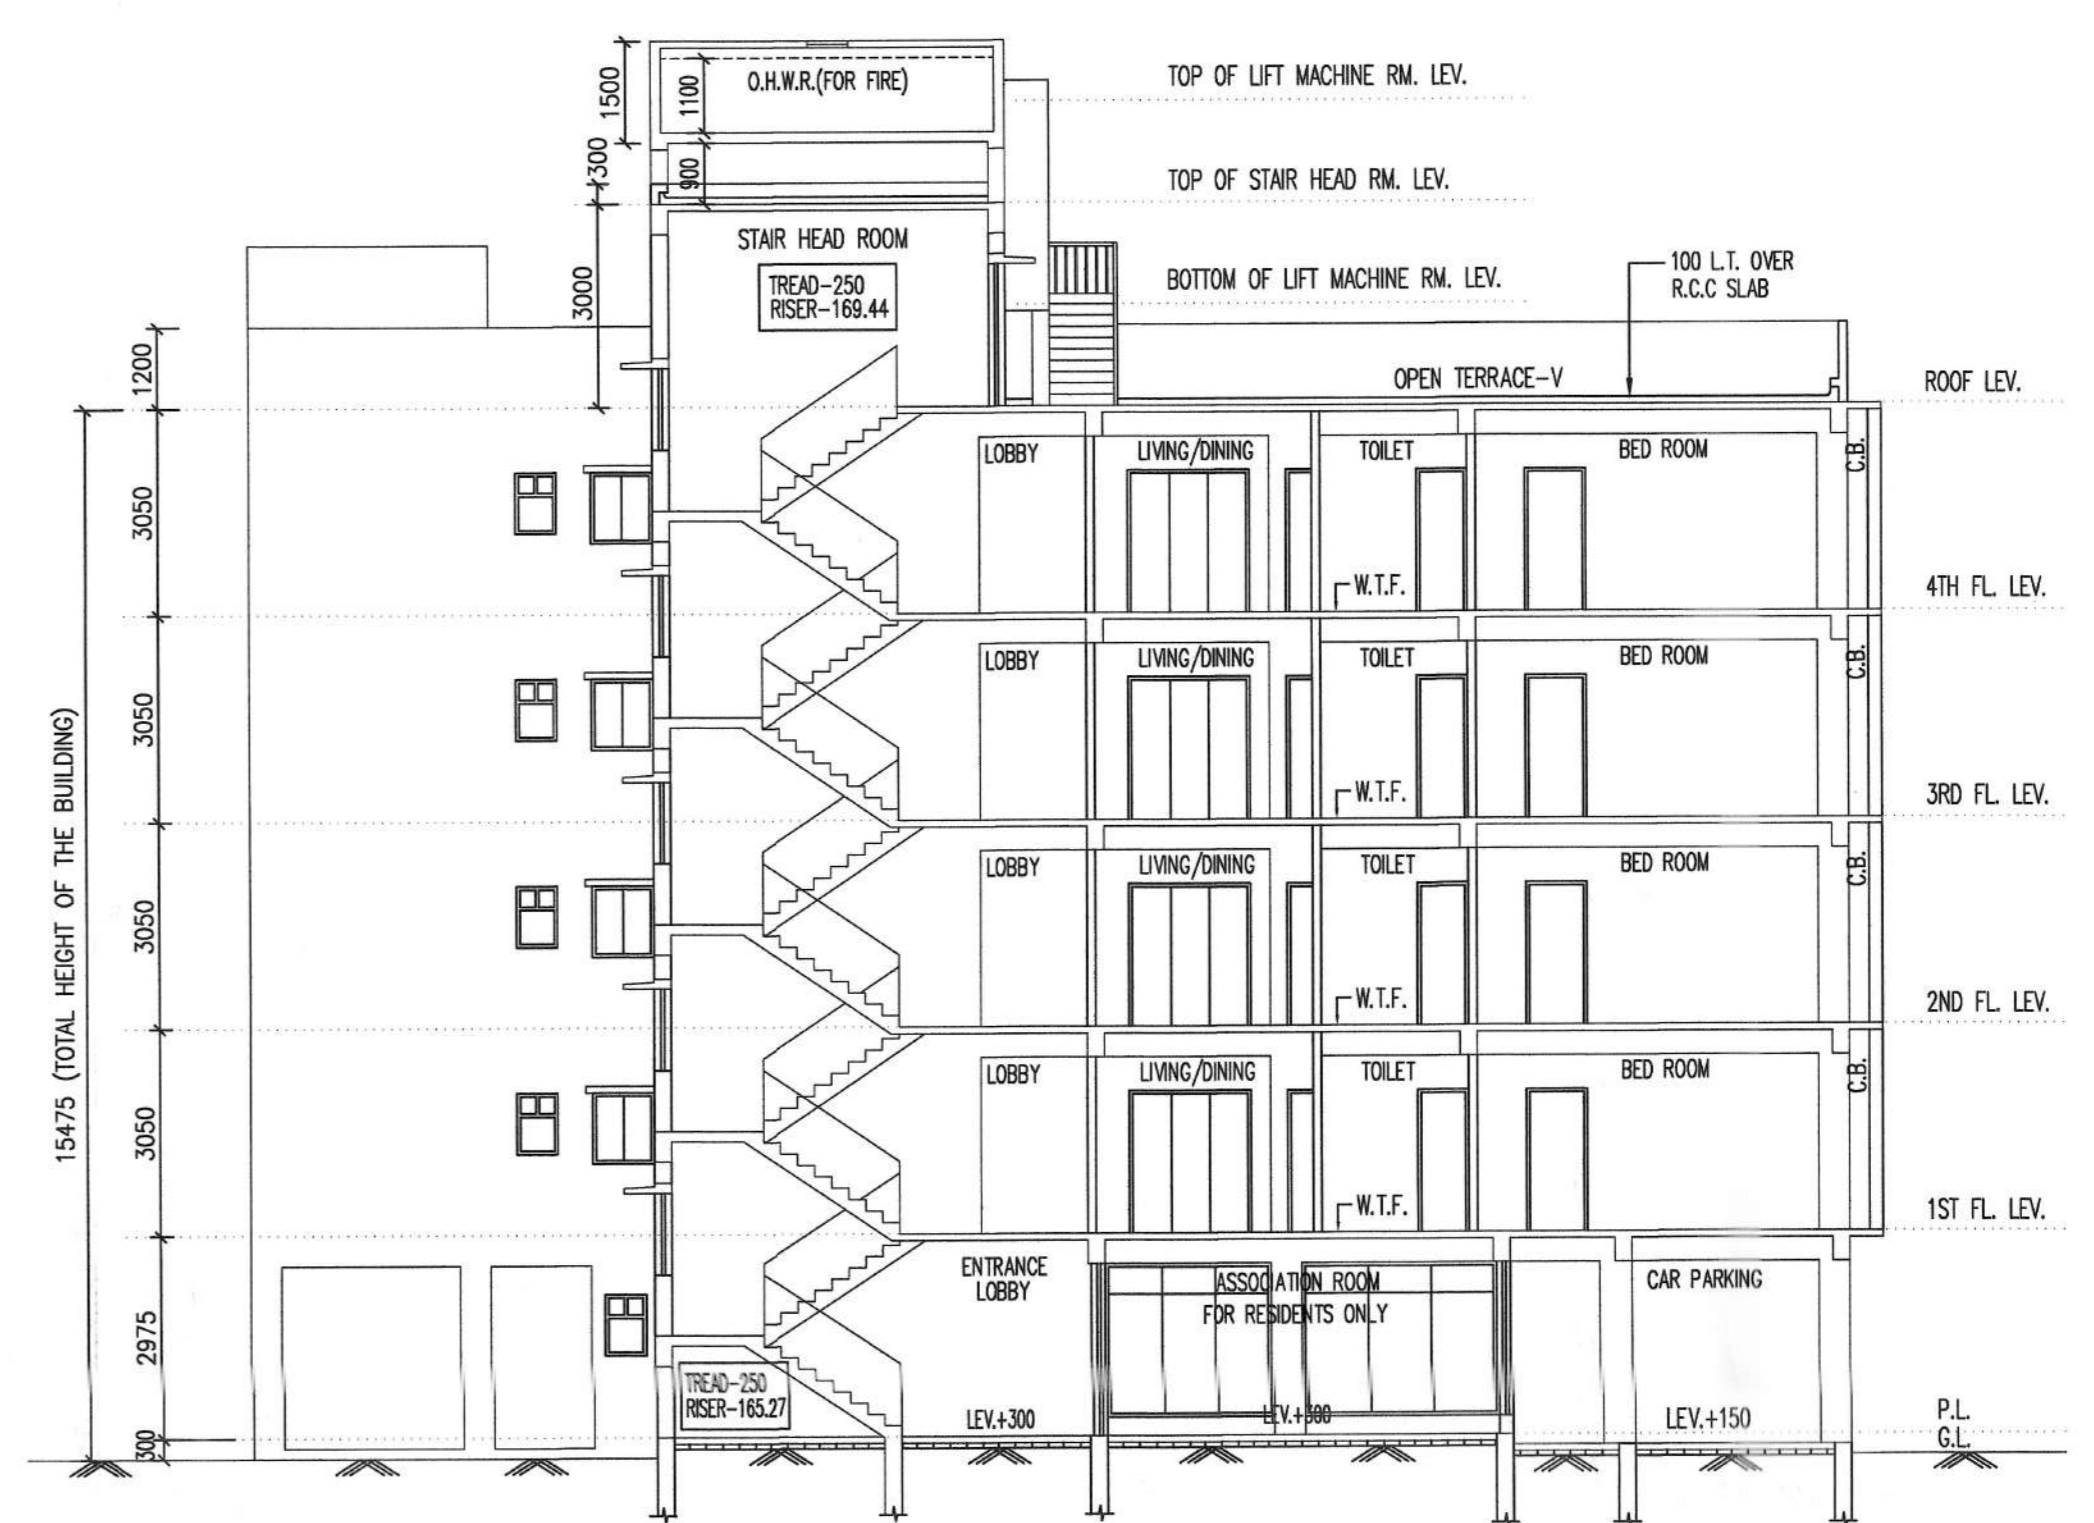 1500
1100
O.H.W.R.(FOR FIRE)
TOP OF LIFT MACHINE RM. LEV.
300
900
TOP OF STAIR HEAD RM. LEV.
STAIR HEAD ROOM
TREAD-250
RISER-169.44
3000
BOTTOM OF LIFT MACHINE RM. LEV.
100 L.T. OVER
R.C.C SLAB
1200
OPEN TERRACE-V
ROOF LEV.
3050
LOBBY
LIVING/DINING
TOILET
BED ROOM
C.B.
W.T.F.
4TH FL. LEV.
3050
LOBBY
LIVING/DINING
TOILET
BED ROOM
C.B.
W.T.F.
3RD FL. LEV.
15475 (TOTAL HEIGHT OF THE BUILDING)
3050
LOBBY
LIVING/DINING
TOILET
BED ROOM
C.B.
W.T.F.
2ND FL. LEV.
3050
LOBBY
LIVING/DINING
TOILET
BED ROOM
C.B.
W.T.F.
1ST FL. LEV.
2975
ENTRANCE
LOBBY
ASSOCIATION ROOM
FOR RESIDENTS ONLY
CAR PARKING
TREAD-250
RISER-165.27
LEV.+300
LEV.+300
LEV.+150
P.L.
G.L.
300